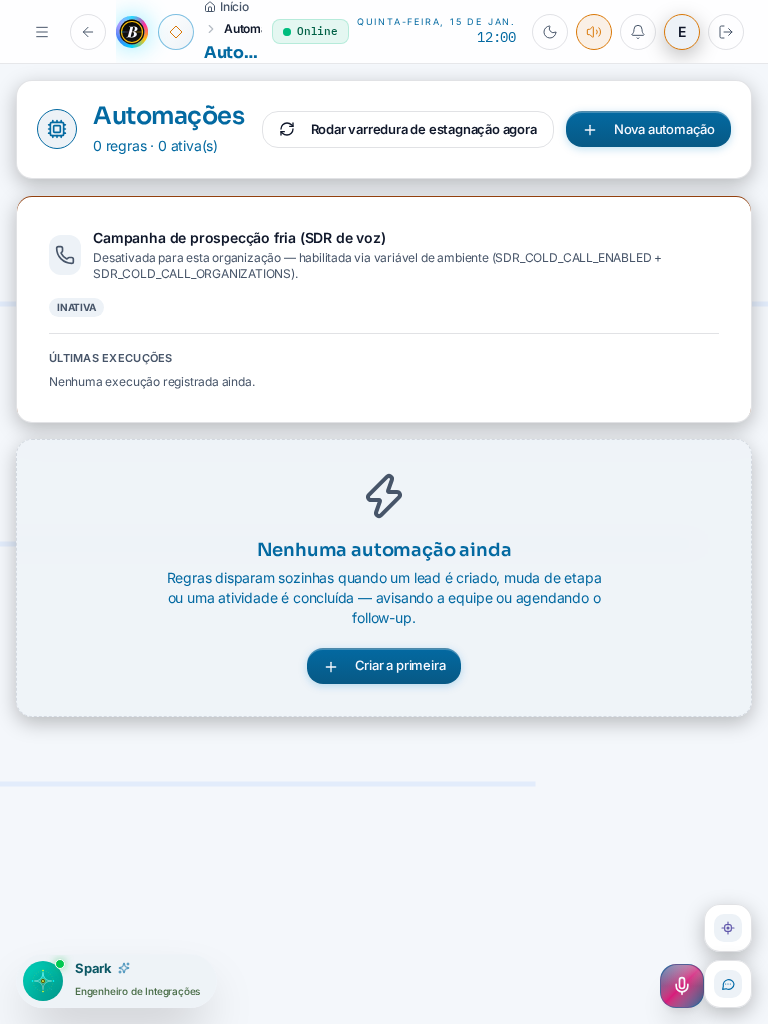 Início
Autom
Auto...
Online
QUINTA-FEIRA, 15 DE JAN.
12:00
E
Automações
0 regras · 0 ativa(s)
Rodar varredura de estagnação agora
Nova automação
Campanha de prospecção fria (SDR de voz)
Desativada para esta organização — habilitada via variável de ambiente (SDR_COLD_CALL_ENABLED +
SDR_COLD_CALL_ORGANIZATIONS).
INATIVA
ÚLTIMAS EXECUÇÕES
Nenhuma execução registrada ainda.
Nenhuma automação ainda
Regras disparam sozinhas quando um lead é criado, muda de etapa
ou uma atividade é concluída — avisando a equipe ou agendando o
follow-up.
Criar a primeira
Spark
Engenheiro de Integrações